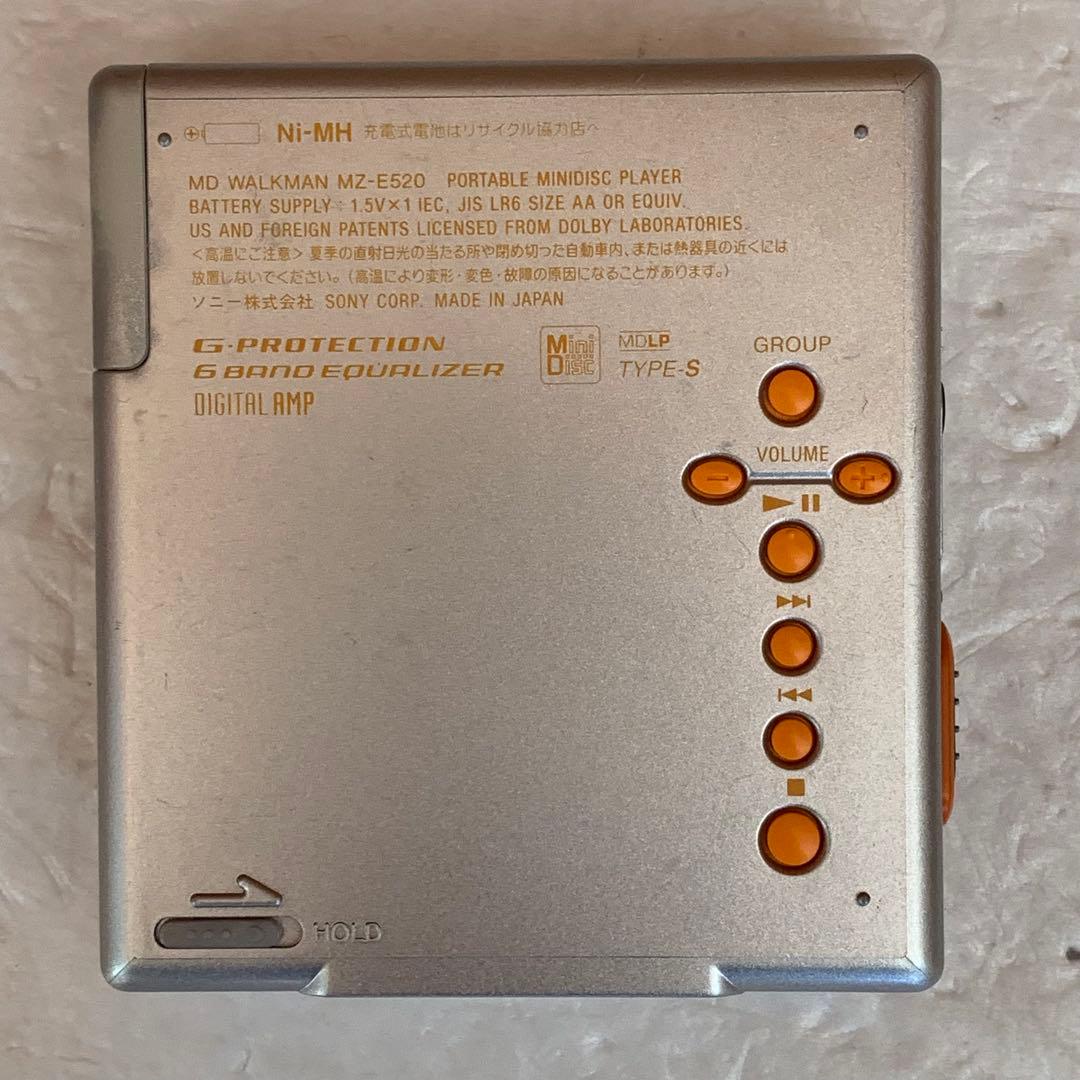 Ni-MH 充電式電池はリサイクル協力店へ
MD WALKMAN MZ-E520 PORTABLE MINIDISC PLAYER
BATTERY SUPPLY : 1.5V×1 IEC, JIS LR6 SIZE AA OR EQUIV.
US AND FOREIGN PATENTS LICENSED FROM DOLBY LABORATORIES.
<高温にご注意> 夏季の直射日光の当たる所や閉め切った自動車内、または熱器具の近くには
放置しないでください。(高温により変形・変色・故障の原因になることがあります。)
ソニー株式会社 SONY CORP. MADE IN JAPAN
G·PROTECTION
6 BAND EQUALIZER
DIGITAL AMP
Mini
Disc
MDLP
TYPE-S
GROUP
VOLUME
- +
HOLD